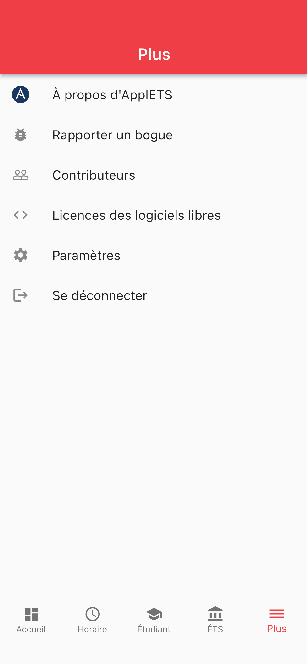 Plus
À propos d'ApplETS
Rapporter un bogue
Contributeurs
Licences des logiciels libres
Paramètres
Se déconnecter
Accueil Horaire Étudiant ÉTS Plus